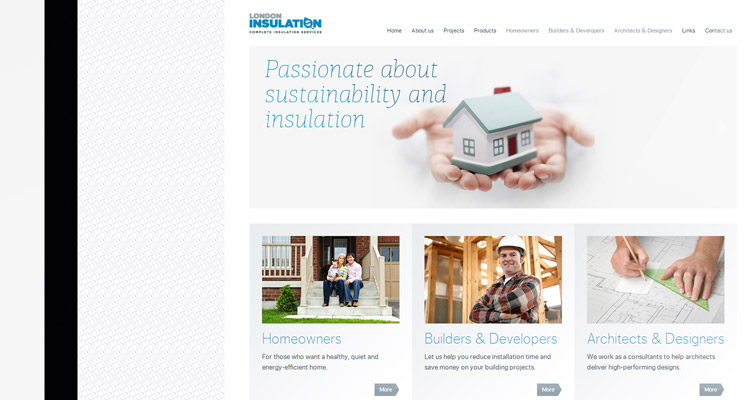 LONDON
INSULATION
COMPLETE INSULATION SERVICES
Home About us Projects Products Homeowners Builders & Developers Architects & Designers Links Contact us
Passionate about
sustainability and
insulation
Homeowners
For those who want a healthy, quiet and
energy-efficient home.
More
Builders & Developers
Let us help you reduce installation time and
save money on your building projects.
More
Architects & Designers
We work as a consultants to help architects
deliver high-performing designs.
More